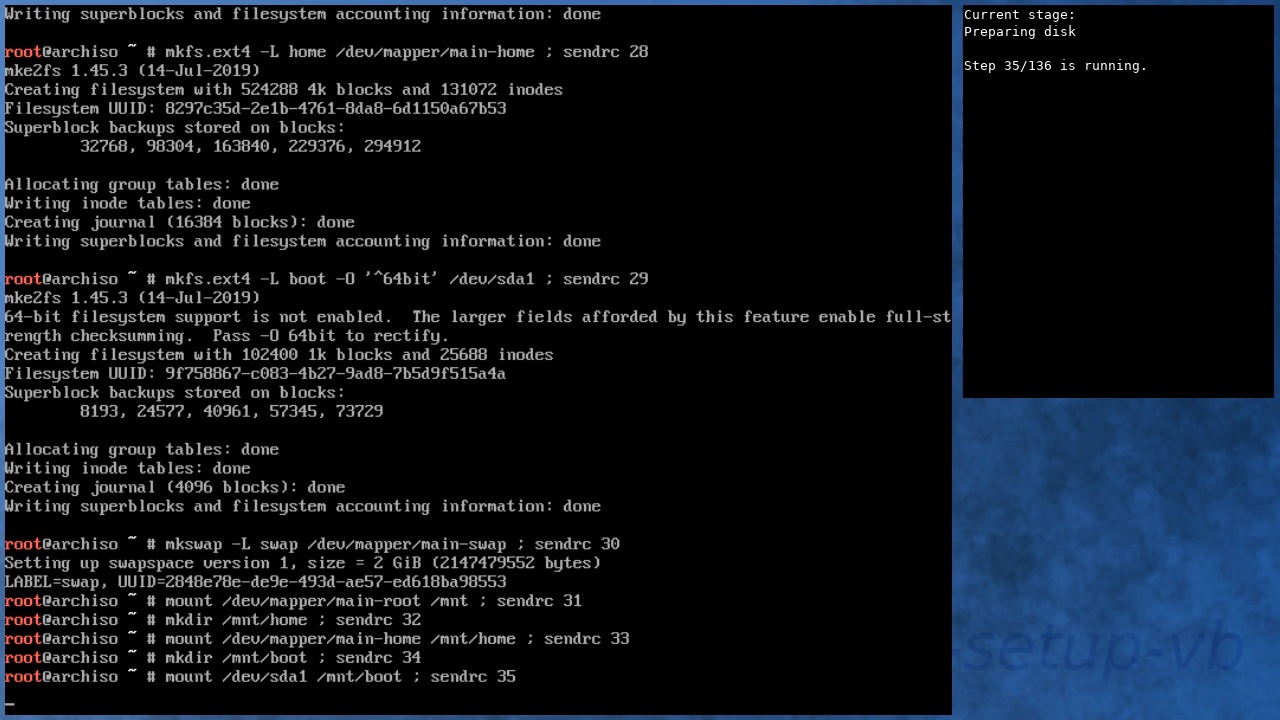 Writing superblocks and filesystem accounting information: done
root@archiso ~ # mkfs.ext4 -L home /dev/mapper/main-home ; sendrc 28
mke2fs 1.45.3 (14-Jul-2019)
Creating filesystem with 524288 4k blocks and 131072 inodes
Filesystem UUID: 8297c35d-2e1b-4761-8da8-6d1150a67b53
Superblock backups stored on blocks:
        32768, 98304, 163840, 229376, 294912
Allocating group tables: done
Writing inode tables: done
Creating journal (16384 blocks): done
Writing superblocks and filesystem accounting information: done
root@archiso ~ # mkfs.ext4 -L boot -O '^64bit' /dev/sda1 ; sendrc 29
mke2fs 1.45.3 (14-Jul-2019)
64-bit filesystem support is not enabled.  The larger fields afforded by this feature enable full-st
rength checksumming.  Pass -O 64bit to rectify.
Creating filesystem with 102400 1k blocks and 25688 inodes
Filesystem UUID: 9f758867-c083-4b27-9ad8-7b5d9f515a4a
Superblock backups stored on blocks:
        8193, 24577, 40961, 57345, 73729
Allocating group tables: done
Writing inode tables: done
Creating journal (4096 blocks): done
Writing superblocks and filesystem accounting information: done
root@archiso ~ # mkswap -L swap /dev/mapper/main-swap ; sendrc 30
Setting up swapspace version 1, size = 2 GiB (2147479552 bytes)
LABEL=swap, UUID=2848e78e-de9e-493d-ae57-ed618ba98553
root@archiso ~ # mount /dev/mapper/main-root /mnt ; sendrc 31
root@archiso ~ # mkdir /mnt/home ; sendrc 32
root@archiso ~ # mount /dev/mapper/main-home /mnt/home ; sendrc 33
root@archiso ~ # mkdir /mnt/boot ; sendrc 34
root@archiso ~ # mount /dev/sda1 /mnt/boot ; sendrc 35
Current stage:
Preparing disk
Step 35/136 is running.
setup-vb